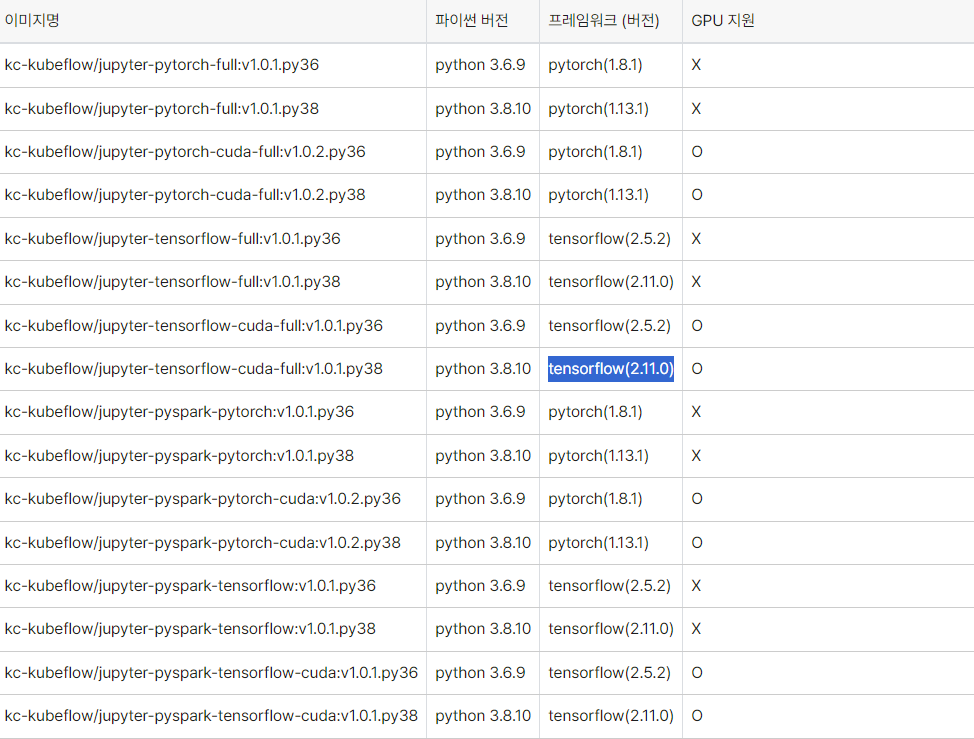 이미지명 파이썬 버전 프레임워크 (버전) GPU 지원
kc-kubeflow/jupyter-pytorch-full:v1.0.1.py36 python 3.6.9 pytorch(1.8.1) X
kc-kubeflow/jupyter-pytorch-full:v1.0.1.py38 python 3.8.10 pytorch(1.13.1) X
kc-kubeflow/jupyter-pytorch-cuda-full:v1.0.2.py36 python 3.6.9 pytorch(1.8.1) O
kc-kubeflow/jupyter-pytorch-cuda-full:v1.0.2.py38 python 3.8.10 pytorch(1.13.1) O
kc-kubeflow/jupyter-tensorflow-full:v1.0.1.py36 python 3.6.9 tensorflow(2.5.2) X
kc-kubeflow/jupyter-tensorflow-full:v1.0.1.py38 python 3.8.10 tensorflow(2.11.0) X
kc-kubeflow/jupyter-tensorflow-cuda-full:v1.0.1.py36 python 3.6.9 tensorflow(2.5.2) O
kc-kubeflow/jupyter-tensorflow-cuda-full:v1.0.1.py38 python 3.8.10 tensorflow(2.11.0) O
kc-kubeflow/jupyter-pyspark-pytorch:v1.0.1.py36 python 3.6.9 pytorch(1.8.1) X
kc-kubeflow/jupyter-pyspark-pytorch:v1.0.1.py38 python 3.8.10 pytorch(1.13.1) X
kc-kubeflow/jupyter-pyspark-pytorch-cuda:v1.0.2.py36 python 3.6.9 pytorch(1.8.1) O
kc-kubeflow/jupyter-pyspark-pytorch-cuda:v1.0.2.py38 python 3.8.10 pytorch(1.13.1) O
kc-kubeflow/jupyter-pyspark-tensorflow:v1.0.1.py36 python 3.6.9 tensorflow(2.5.2) X
kc-kubeflow/jupyter-pyspark-tensorflow:v1.0.1.py38 python 3.8.10 tensorflow(2.11.0) X
kc-kubeflow/jupyter-pyspark-tensorflow-cuda:v1.0.1.py36 python 3.6.9 tensorflow(2.5.2) O
kc-kubeflow/jupyter-pyspark-tensorflow-cuda:v1.0.1.py38 python 3.8.10 tensorflow(2.11.0) O